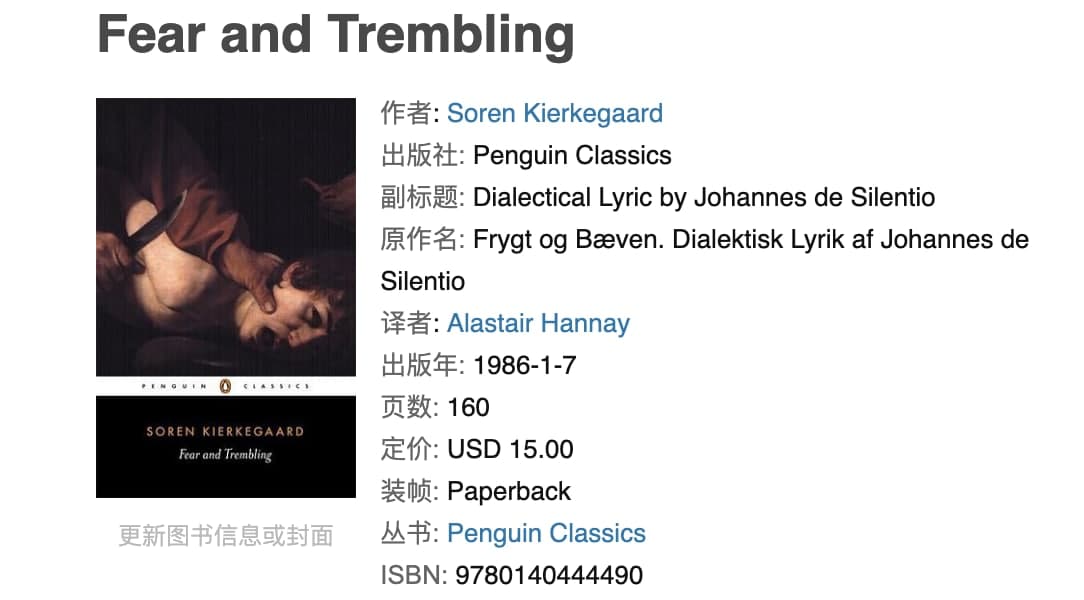 Fear and Trembling
作者: Soren Kierkegaard
出版社: Penguin Classics
副标题: Dialectical Lyric by Johannes de Silentio
原作名: Frygt og Bæven. Dialektisk Lyrik af Johannes de
Silentio
译者: Alastair Hannay
出版年: 1986-1-7
页数: 160
定价: USD 15.00
装帧: Paperback
丛书: Penguin Classics
ISBN: 9780140444490
PENGUIN CLASSICS
SOREN KIERKEGAARD
Fear and Trembling
更新图书信息或封面